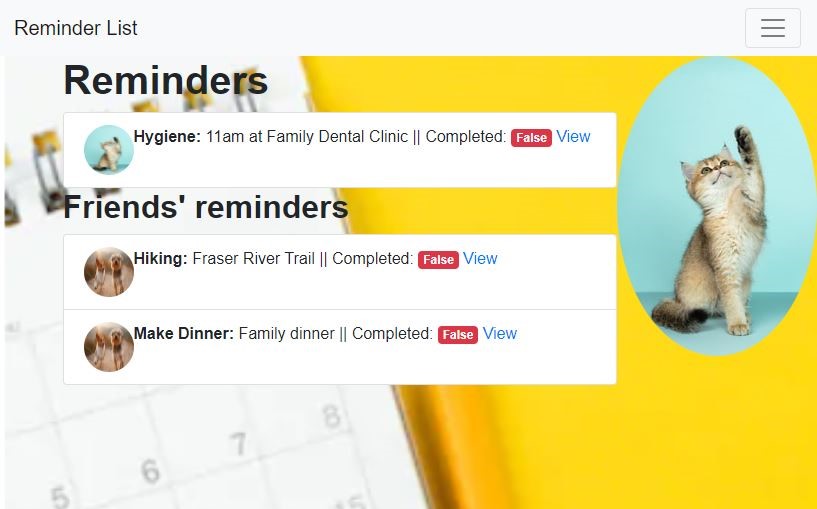 Reminder List
Reminders
Hygiene: 11am at Family Dental Clinic || Completed: False View
Friends' reminders
Hiking: Fraser River Trail || Completed: False View
Make Dinner: Family dinner || Completed: False View
8
7
6
15
5